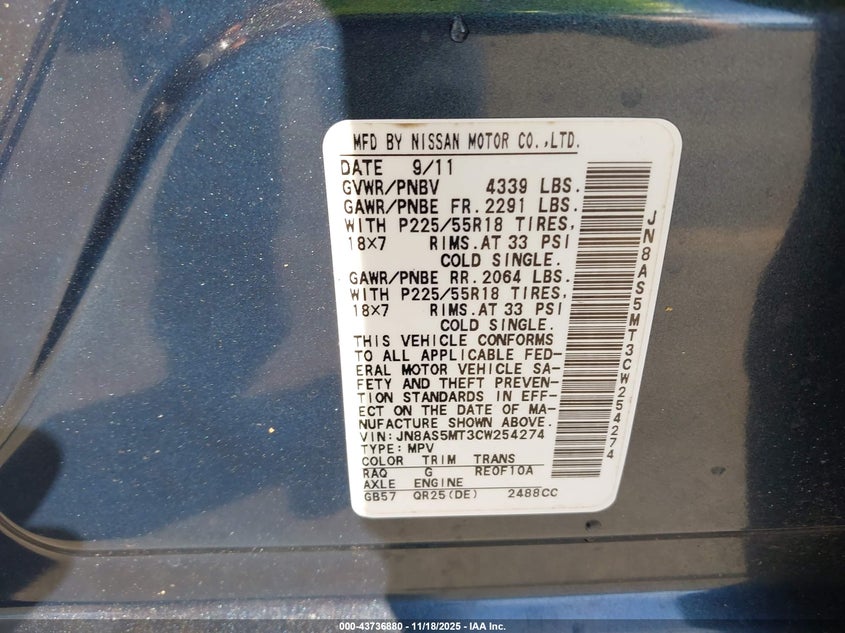 MFD BY NISSAN MOTOR CO.,LTD.
DATE 9/11
GVWR/PNBV 4339 LBS.
GAWR/PNBE FR. 2291 LBS.
WITH P225/55R18 TIRES,
18X7 RIMS.AT 33 PSI
COLD SINGLE.
GAWR/PNBE RR. 2064 LBS.
WITH P225/55R18 TIRES,
18X7 RIMS.AT 33 PSI
COLD SINGLE.
THIS VEHICLE CONFORMS
TO ALL APPLICABLE FED-
ERAL MOTOR VEHICLE SA-
FETY AND THEFT PREVEN-
TION STANDARDS IN EFF-
ECT ON THE DATE OF MA-
NUFACTURE SHOWN ABOVE.
VIN:JN8AS5MT3CW254274
TYPE:MPV
COLOR TRIM TRANS
RAQ G RE0F10A
AXLE ENGINE
GB57 QR25(DE) 2488CC
JN8AS5MT3CW254274
000-43736880 - 11/18/2025 - IAA Inc.